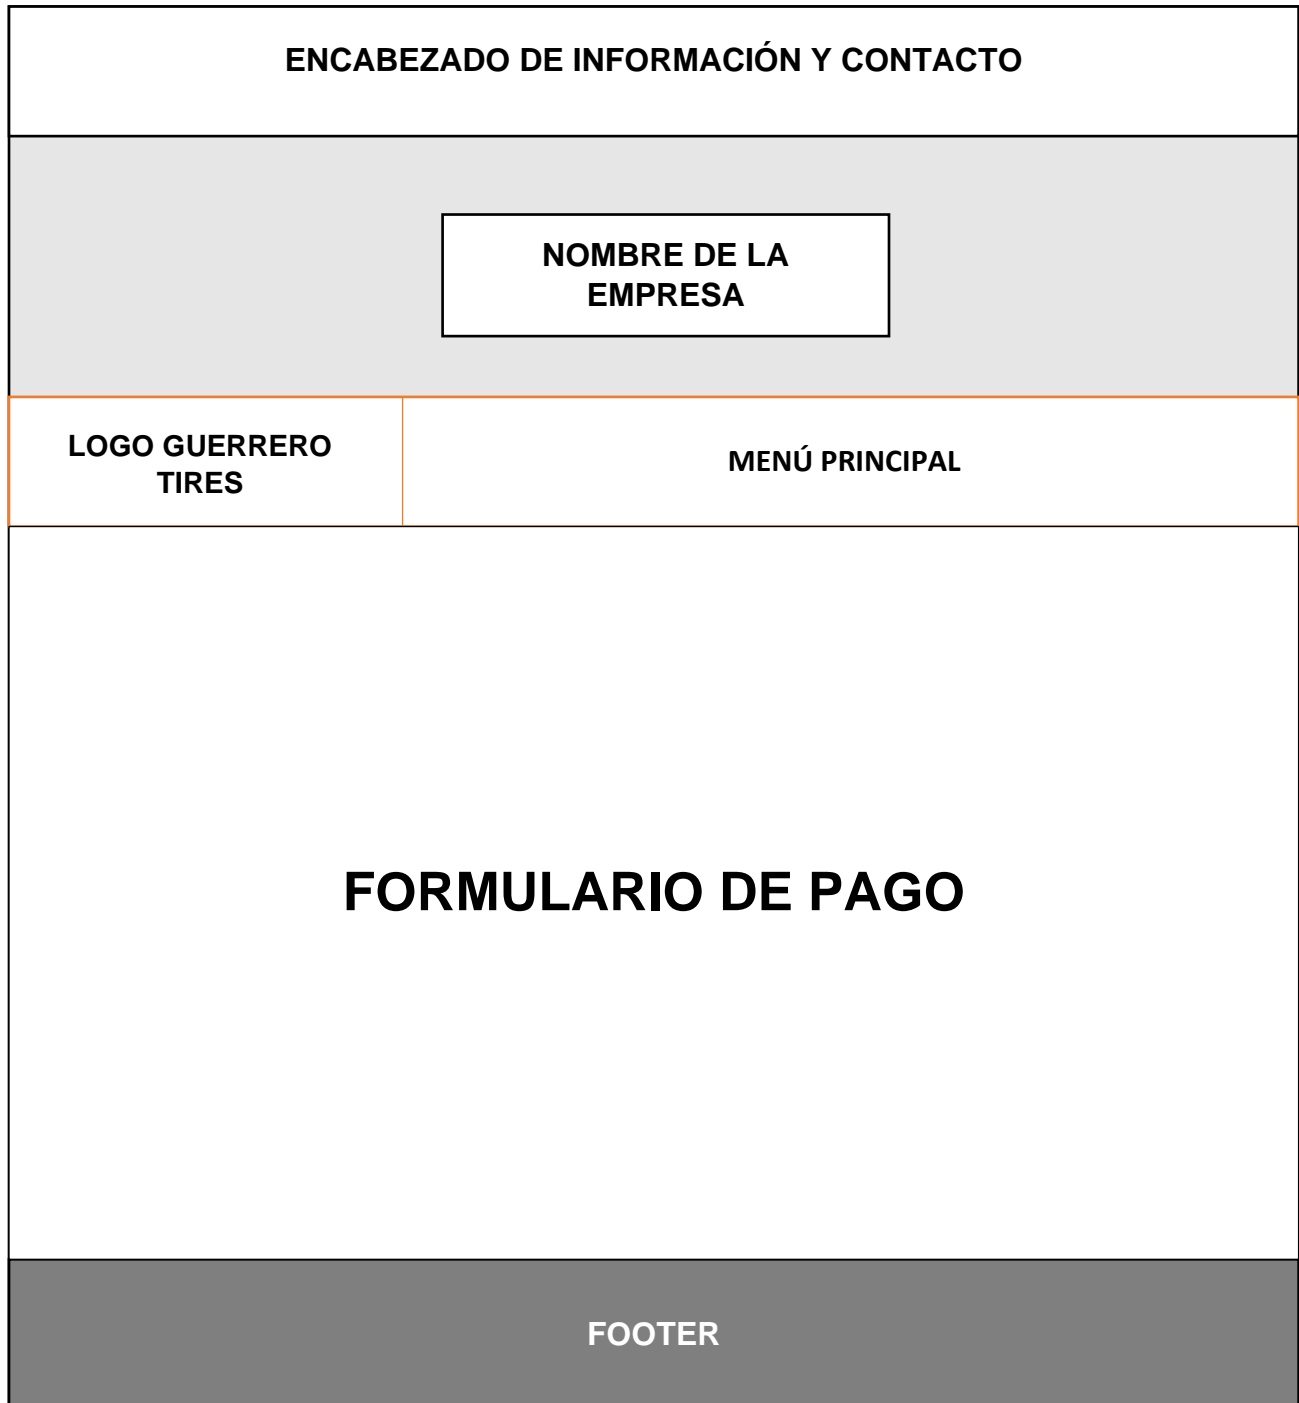 ENCABEZADO DE INFORMACIÓN Y CONTACTO
NOMBRE DE LA
EMPRESA
LOGO GUERRERO
TIRES
MENÚ PRINCIPAL
FORMULARIO DE PAGO
FOOTER